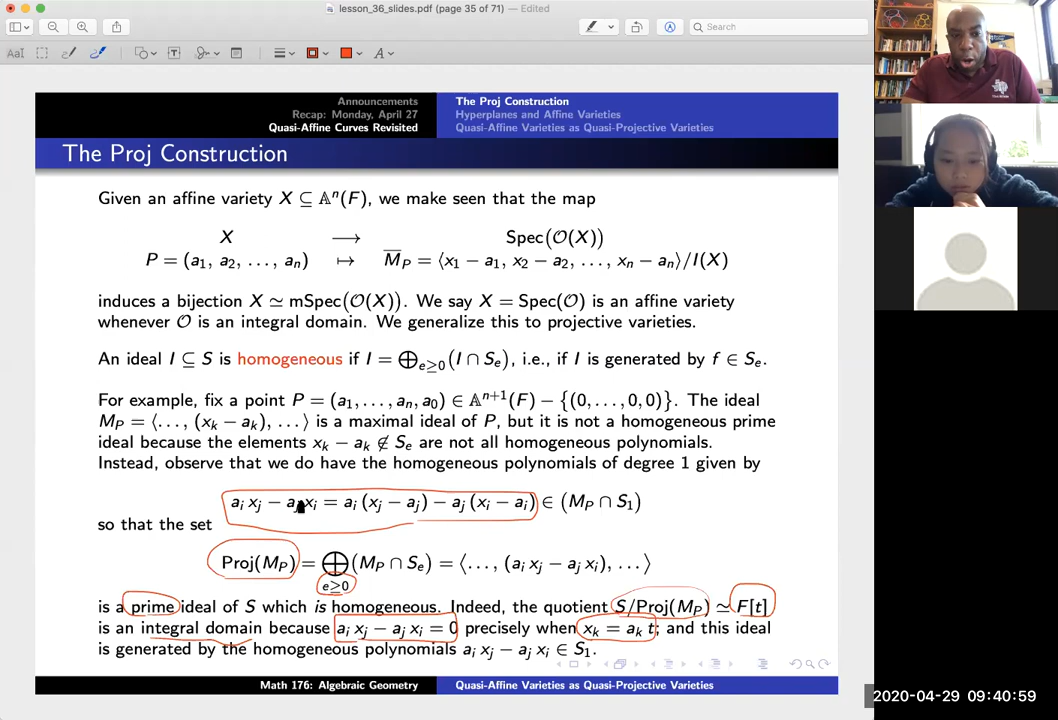 lesson_36_slides.pdf (page 35 of 71) — Edited
Search
Announcements
Recap: Monday, April 27
Quasi-Affine Curves Revisited
The Proj Construction
Hyperplanes and Affine Varieties
Quasi-Affine Varieties as Quasi-Projective Varieties
The Proj Construction
Given an affine variety X ⊆ 𝔸ⁿ(F), we make seen that the map
X ⟶ Spec(𝒪(X))
P = (a₁, a₂, . . . , aₙ) ↦ M̅_P = ⟨x₁ − a₁, x₂ − a₂, . . . , xₙ − aₙ⟩/I(X)
induces a bijection X ≃ mSpec(𝒪(X)). We say X = Spec(𝒪) is an affine variety
whenever 𝒪 is an integral domain. We generalize this to projective varieties.
An ideal I ⊆ S is homogeneous if I = ⊕_{e≥0}(I ∩ S_e), i.e., if I is generated by f ∈ S_e.
For example, fix a point P = (a₁, . . . , aₙ, a₀) ∈ 𝔸ⁿ⁺¹(F) − {(0, . . . , 0, 0)}. The ideal
M_P = ⟨. . . , (x_k − a_k), . . .⟩ is a maximal ideal of P, but it is not a homogeneous prime
ideal because the elements x_k − a_k ∉ S_e are not all homogeneous polynomials.
Instead, observe that we do have the homogeneous polynomials of degree 1 given by
a_i x_j − a_j x_i = a_i (x_j − a_j) − a_j (x_i − a_i) ∈ (M_P ∩ S₁)
so that the set
Proj(M_P) = ⊕_{e≥0} (M_P ∩ S_e) = ⟨. . . , (a_i x_j − a_j x_i), . . .⟩
is a prime ideal of S which is homogeneous. Indeed, the quotient S/Proj(M_P) ≃ F[t]
is an integral domain because a_i x_j − a_j x_i = 0 precisely when x_k = a_k t; and this ideal
is generated by the homogeneous polynomials a_i x_j − a_j x_i ∈ S₁.
Math 176: Algebraic Geometry
Quasi-Affine Varieties as Quasi-Projective Varieties
2020-04-29 09:40:59